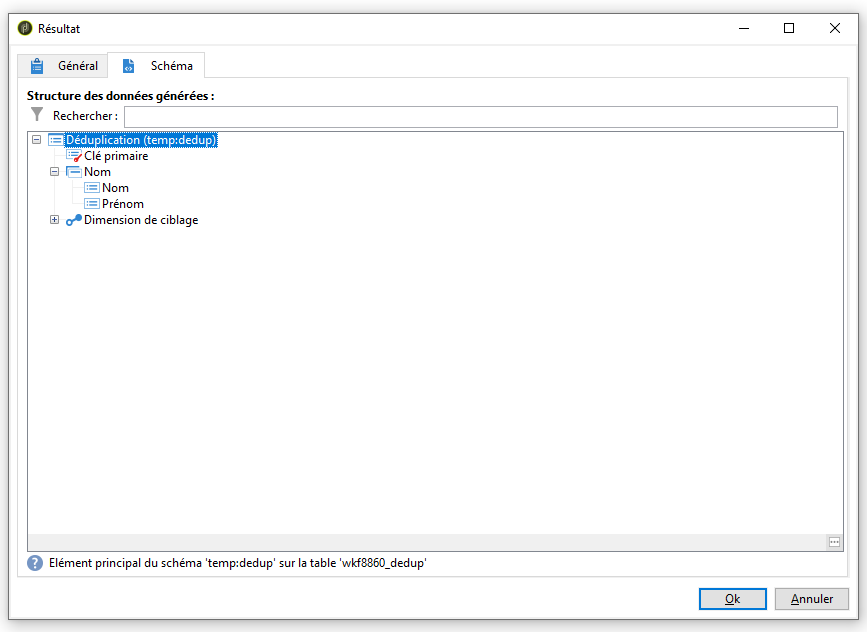 Résultat
Général
Schéma
Structure des données générées :
Rechercher :
Déduplication (temp:dedup)
Clé primaire
Nom
Nom
Prénom
Dimension de ciblage
Elément principal du schéma 'temp:dedup' sur la table 'wkf8860_dedup'
Ok
Annuler